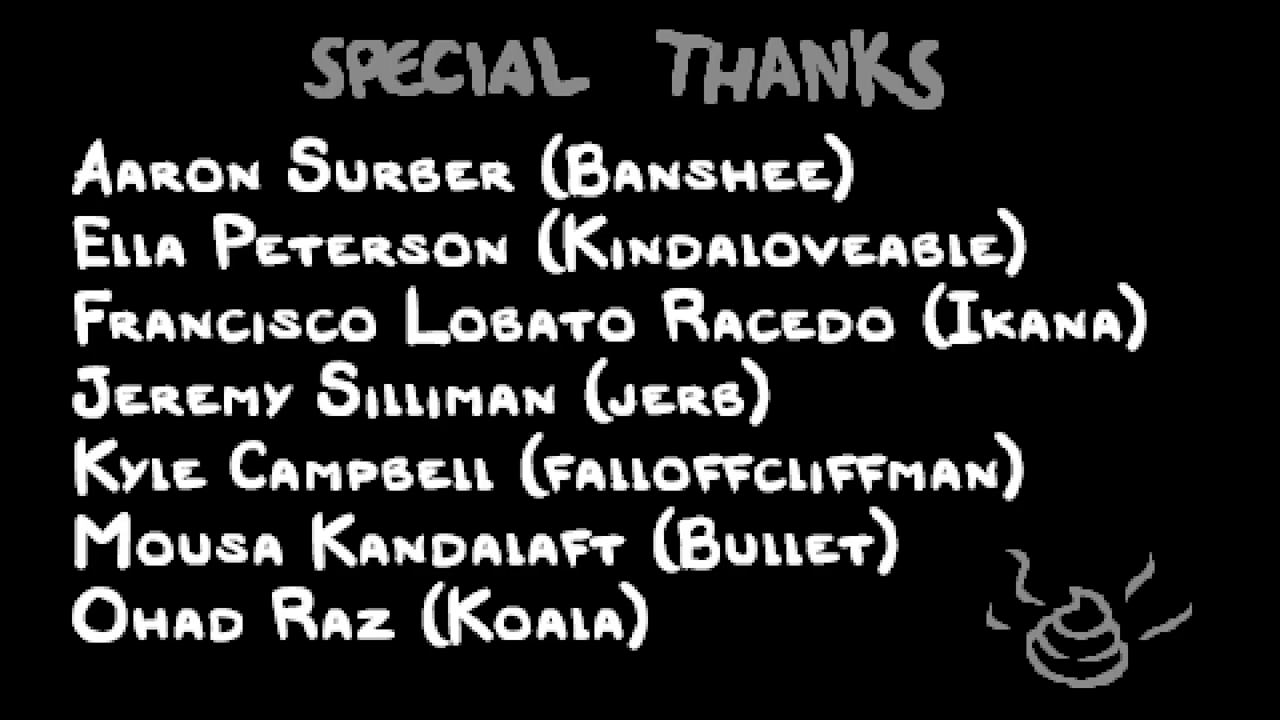 SPECIAL THANKS
Aaron Surber (Banshee)
Ella Peterson (Kindaloveable)
Francisco Lobato Racedo (Ikana)
Jeremy Silliman (jerb)
Kyle Campbell (falloffcliffman)
Mousa Kandalaft (Bullet)
Ohad Raz (Koala)